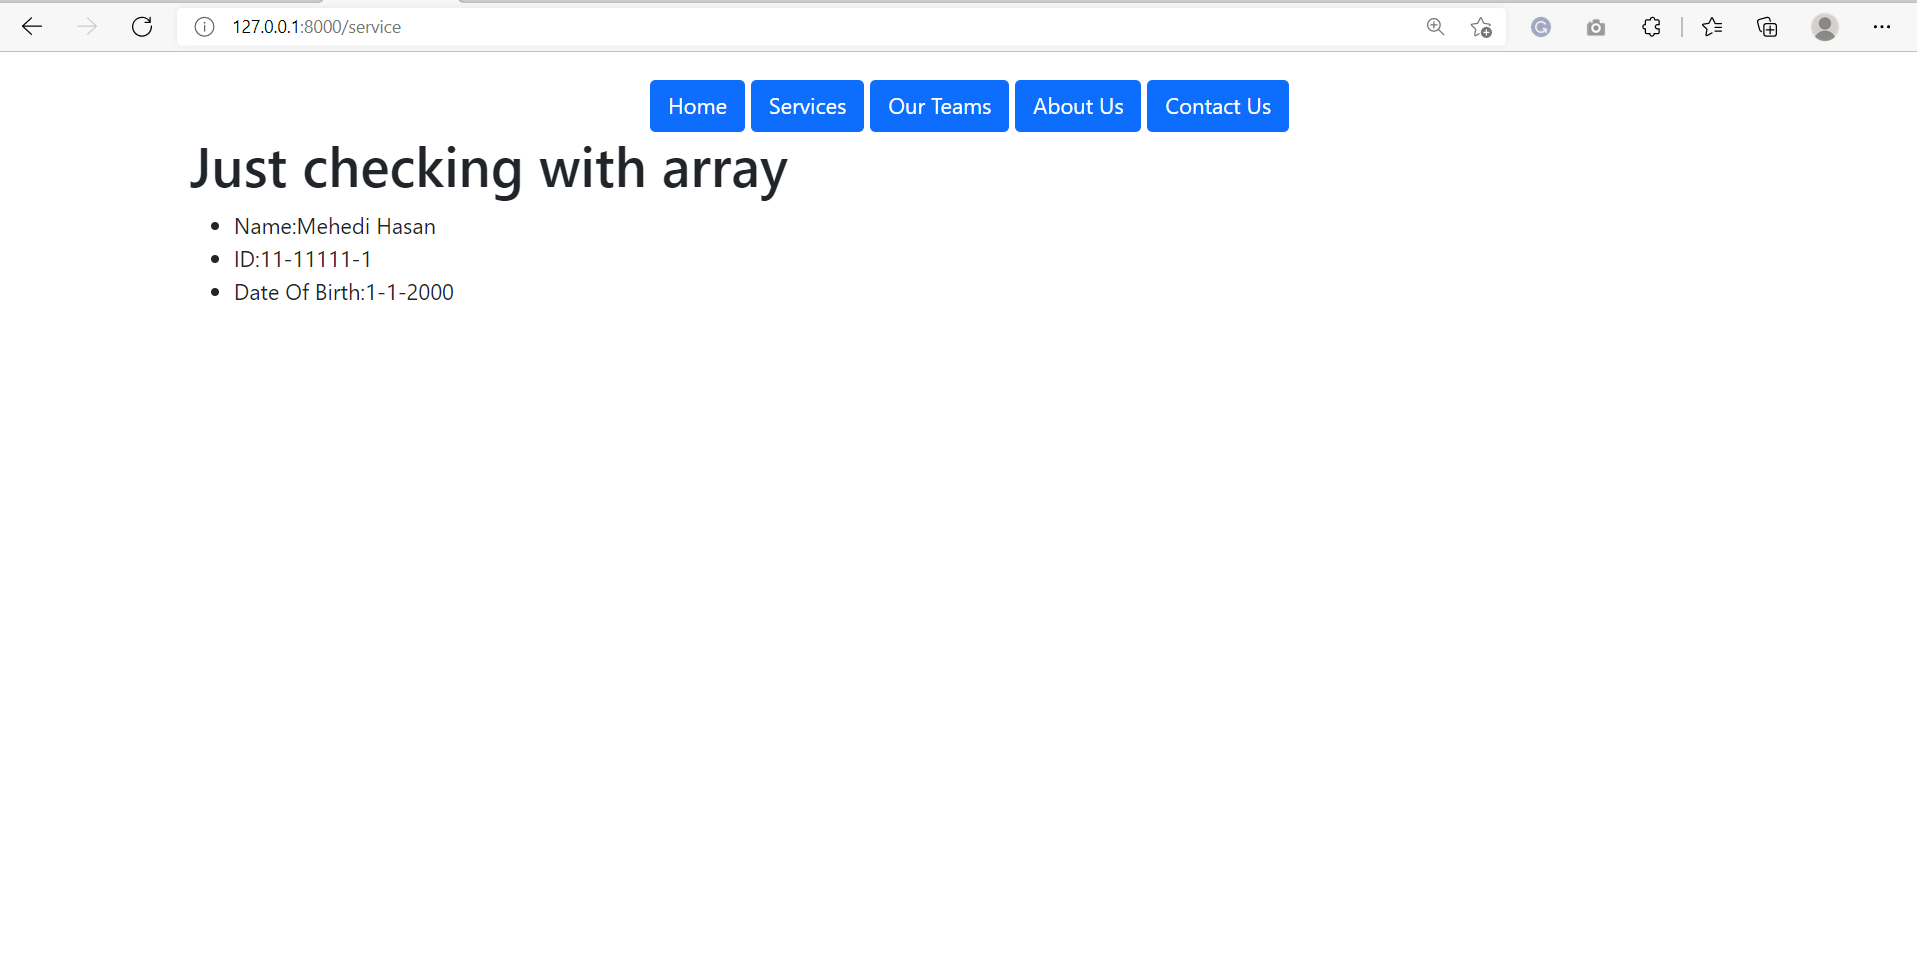 127.0.0.1:8000/service
Home Services Our Teams About Us Contact Us
Just checking with array
Name:Mehedi Hasan
ID:11-11111-1
Date Of Birth:1-1-2000